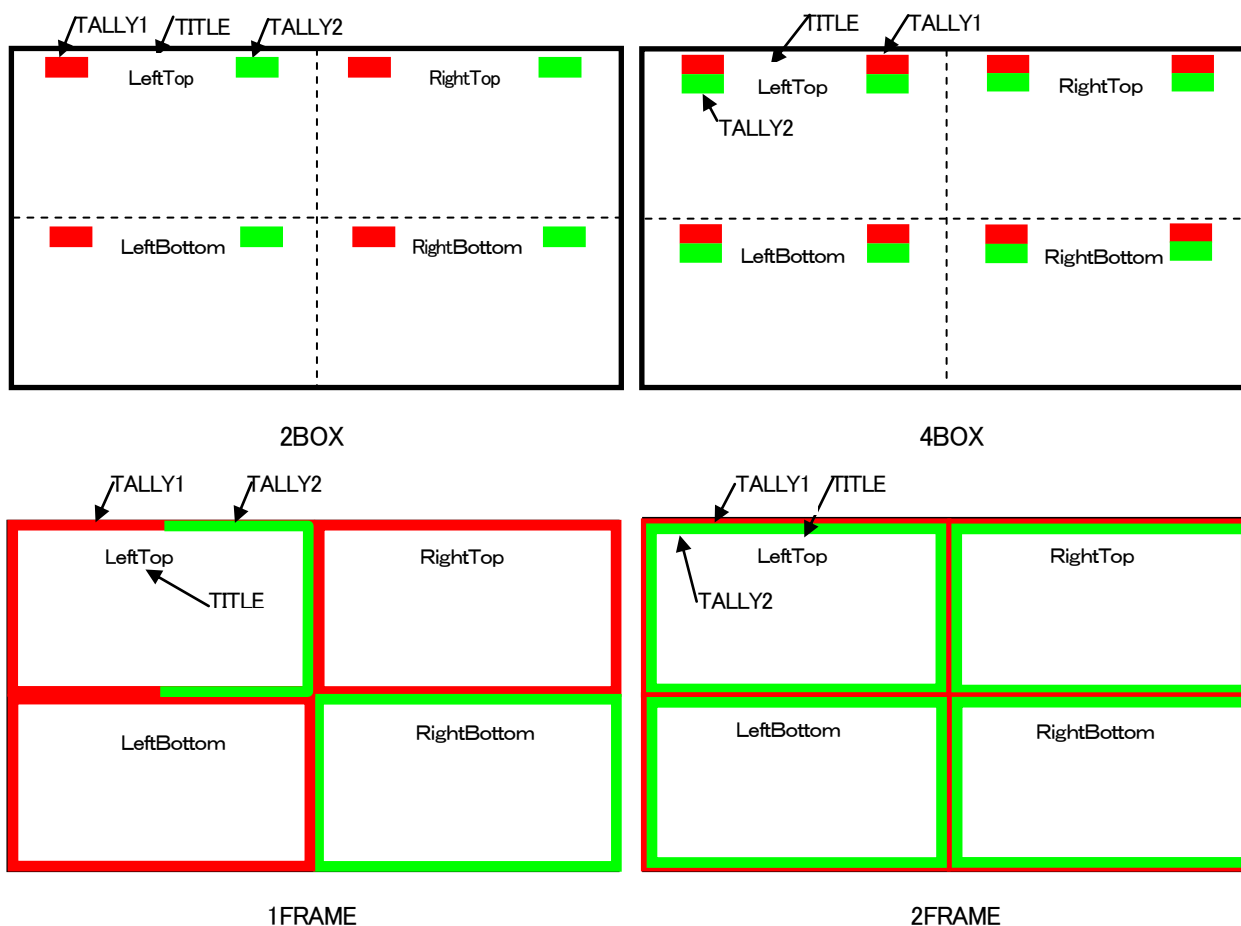 TALLY1 TITLE TALLY2
LeftTop RightTop
LeftBottom RightBottom
2BOX
TITLE TALLY1
LeftTop RightTop
TALLY2
LeftBottom RightBottom
4BOX
TALLY1 TALLY2
LeftTop RightTop
TITLE
LeftBottom RightBottom
1FRAME
TALLY1 TITLE
LeftTop RightTop
TALLY2
LeftBottom RightBottom
2FRAME